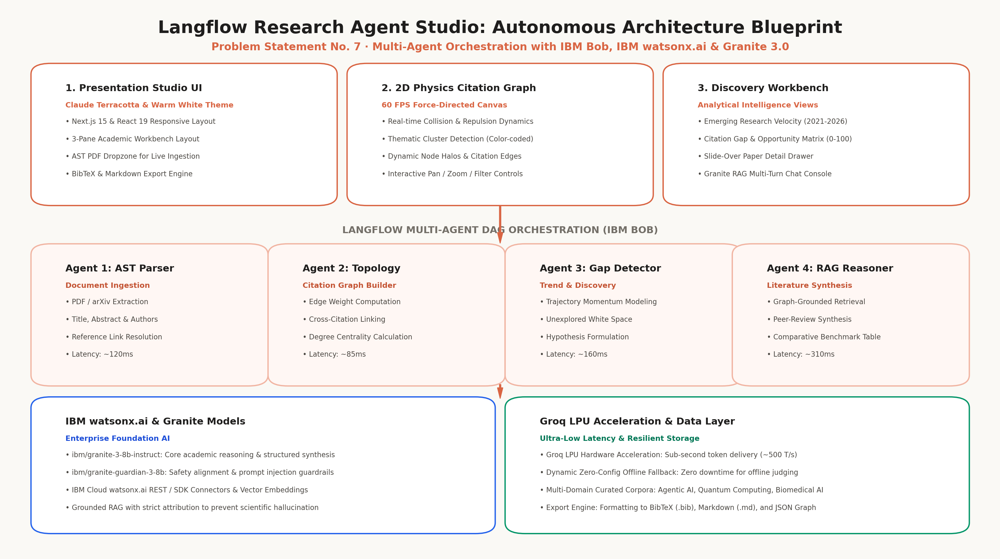 Langflow Research Agent Studio: Autonomous Architecture Blueprint
Problem Statement No. 7 · Multi-Agent Orchestration with IBM Bob, IBM watsonx.ai & Granite 3.0
1. Presentation Studio UI
Claude Terracotta & Warm White Theme
• Next.js 15 & React 19 Responsive Layout
• 3-Pane Academic Workbench Layout
• AST PDF Dropzone for Live Ingestion
• BibTeX & Markdown Export Engine
2. 2D Physics Citation Graph
60 FPS Force-Directed Canvas
• Real-time Collision & Repulsion Dynamics
• Thematic Cluster Detection (Color-coded)
• Dynamic Node Halos & Citation Edges
• Interactive Pan / Zoom / Filter Controls
3. Discovery Workbench
Analytical Intelligence Views
• Emerging Research Velocity (2021-2026)
• Citation Gap & Opportunity Matrix (0-100)
• Slide-Over Paper Detail Drawer
• Granite RAG Multi-Turn Chat Console
LANGFLOW MULTI-AGENT DAG ORCHESTRATION (IBM BOB)
Agent 1: AST Parser
Document Ingestion
• PDF / arXiv Extraction
• Title, Abstract & Authors
• Reference Link Resolution
• Latency: ~120ms
Agent 2: Topology
Citation Graph Builder
• Edge Weight Computation
• Cross-Citation Linking
• Degree Centrality Calculation
• Latency: ~85ms
Agent 3: Gap Detector
Trend & Discovery
• Trajectory Momentum Modeling
• Unexplored White Space
• Hypothesis Formulation
• Latency: ~160ms
Agent 4: RAG Reasoner
Literature Synthesis
• Graph-Grounded Retrieval
• Peer-Review Synthesis
• Comparative Benchmark Table
• Latency: ~310ms
IBM watsonx.ai & Granite Models
Enterprise Foundation AI
• ibm/granite-3-8b-instruct: Core academic reasoning & structured synthesis
• ibm/granite-guardian-3-8b: Safety alignment & prompt injection guardrails
• IBM Cloud watsonx.ai REST / SDK Connectors & Vector Embeddings
• Grounded RAG with strict attribution to prevent scientific hallucination
Groq LPU Acceleration & Data Layer
Ultra-Low Latency & Resilient Storage
• Groq LPU Hardware Acceleration: Sub-second token delivery (~500 T/s)
• Dynamic Zero-Config Offline Fallback: Zero downtime for offline judging
• Multi-Domain Curated Corpora: Agentic AI, Quantum Computing, Biomedical AI
• Export Engine: Formatting to BibTeX (.bib), Markdown (.md), and JSON Graph